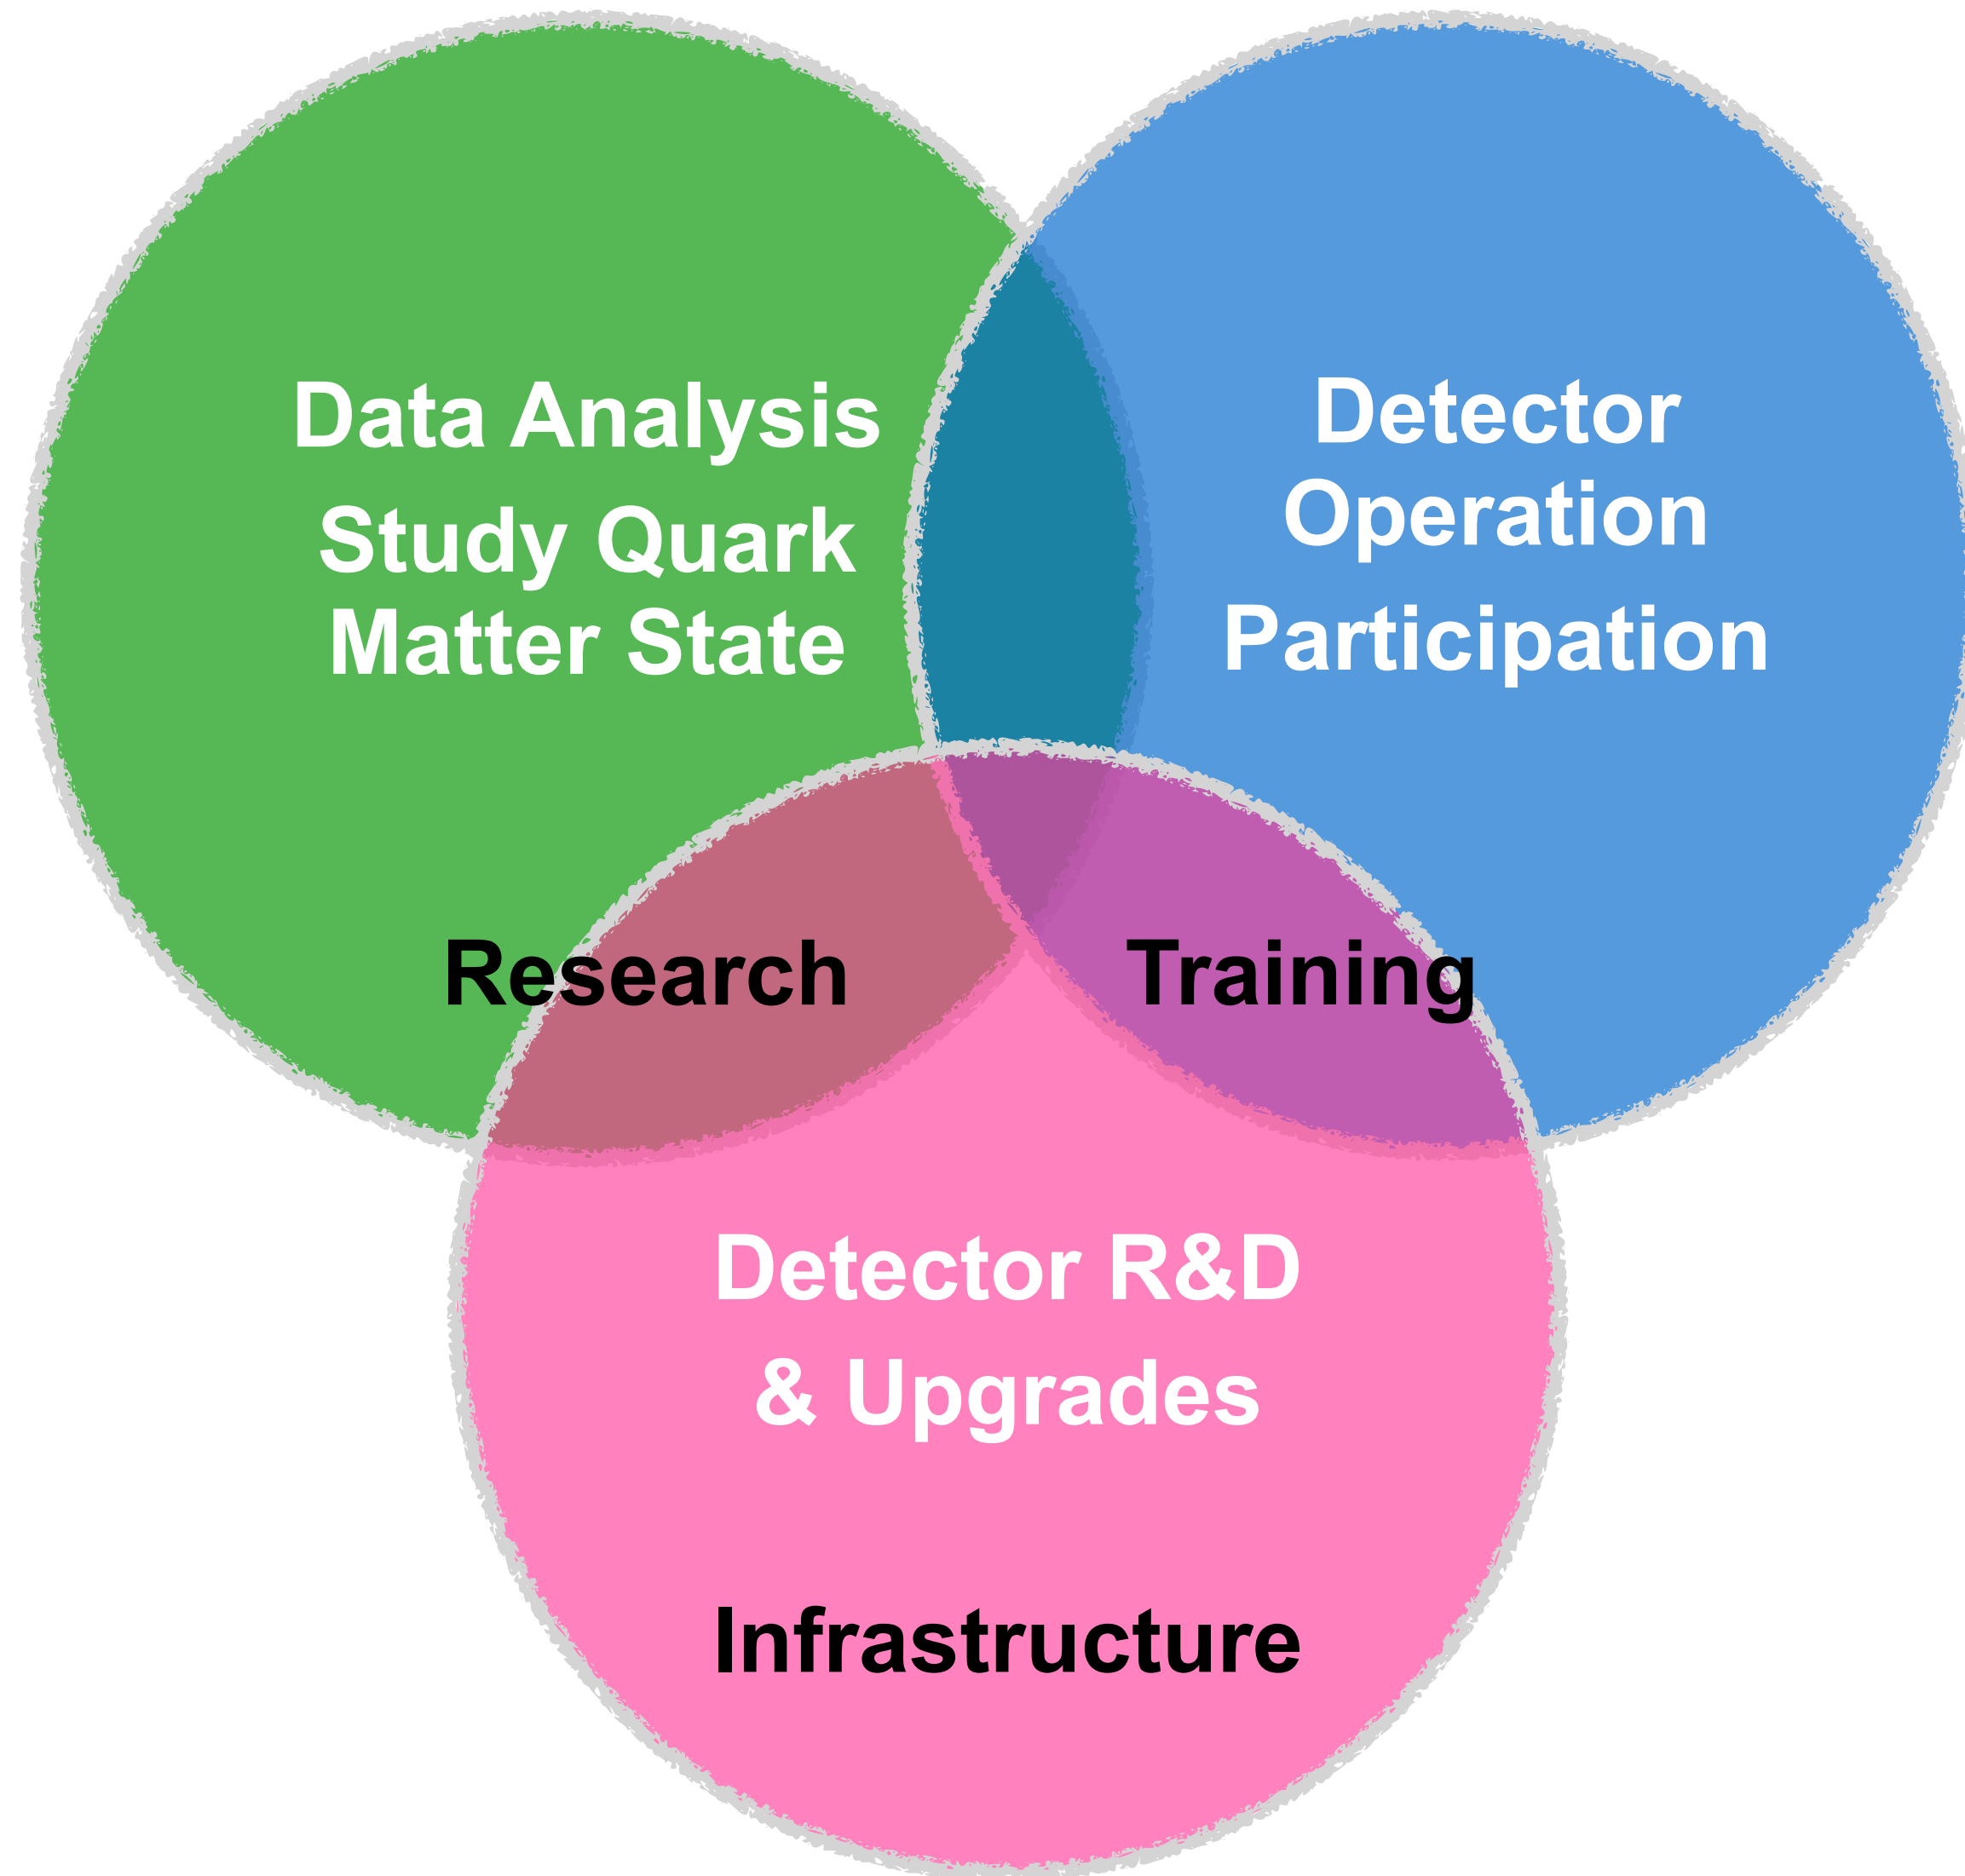 Data Analysis
Study Quark
Matter State
Detector
Operation
Participation
Research
Training
Detector R&D
& Upgrades
Infrastructure